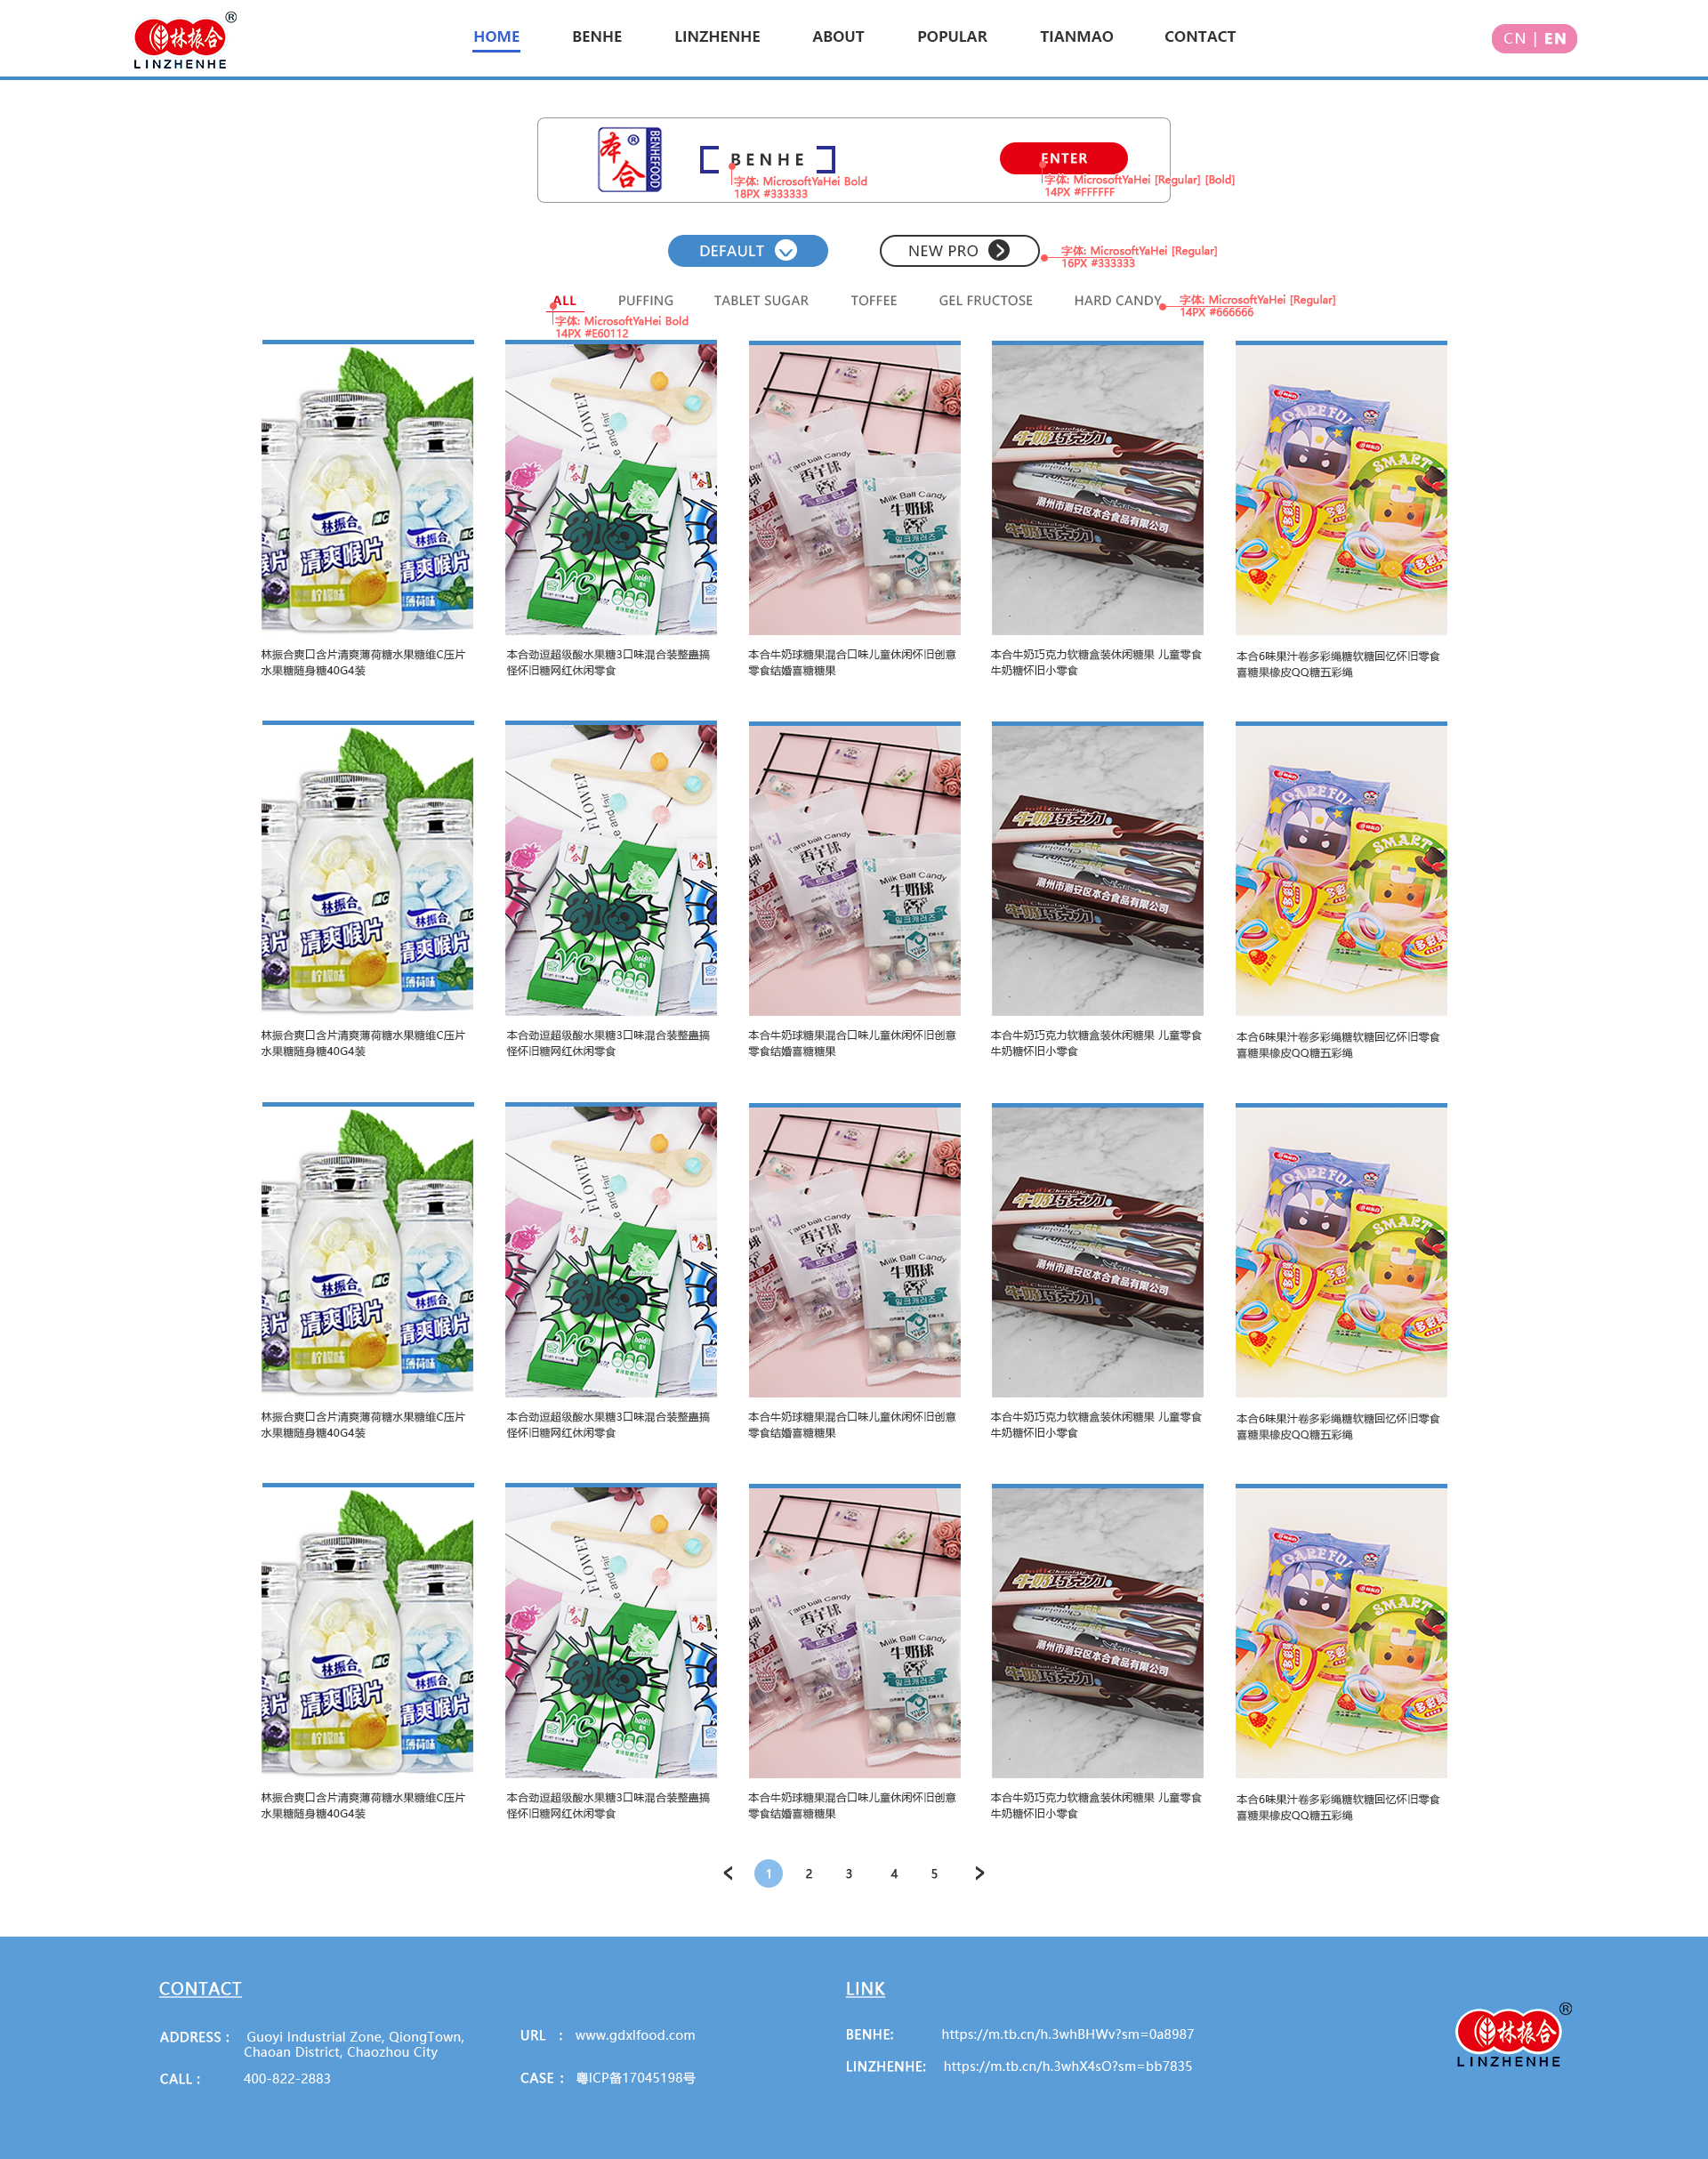 林振合®
LINZHENHE
HOME BENHE LINZHENHE ABOUT POPULAR TIANMAO CONTACT
CN | EN
本合® BENHEFOOD
BENHE
ENTER
字体: MicrosoftYaHei Bold
18PX #333333
字体: MicrosoftYaHei [Regular] [Bold]
14PX #FFFFFF
DEFAULT
NEW PRO
字体: MicrosoftYaHei [Regular]
16PX #333333
ALL PUFFING TABLET SUGAR TOFFEE GEL FRUCTOSE HARD CANDY
字体: MicrosoftYaHei [Regular]
14PX #666666
字体: MicrosoftYaHei Bold
14PX #E60112
林振合爽口含片清爽薄荷糖水果糖维C压片
水果糖随身糖40G4装
本合劲逗超级酸水果糖3口味混合装整蛊搞
怪怀旧糖网红休闲零食
本合牛奶球糖果混合口味儿童休闲怀旧创意
零食结婚喜糖糖果
本合牛奶巧克力软糖盒装休闲糖果 儿童零食
牛奶糖怀旧小零食
本合6味果汁卷多彩绳糖软糖回忆怀旧零食
喜糖果橡皮QQ糖五彩绳
林振合爽口含片清爽薄荷糖水果糖维C压片
水果糖随身糖40G4装
本合劲逗超级酸水果糖3口味混合装整蛊搞
怪怀旧糖网红休闲零食
本合牛奶球糖果混合口味儿童休闲怀旧创意
零食结婚喜糖糖果
本合牛奶巧克力软糖盒装休闲糖果 儿童零食
牛奶糖怀旧小零食
本合6味果汁卷多彩绳糖软糖回忆怀旧零食
喜糖果橡皮QQ糖五彩绳
林振合爽口含片清爽薄荷糖水果糖维C压片
水果糖随身糖40G4装
本合劲逗超级酸水果糖3口味混合装整蛊搞
怪怀旧糖网红休闲零食
本合牛奶球糖果混合口味儿童休闲怀旧创意
零食结婚喜糖糖果
本合牛奶巧克力软糖盒装休闲糖果 儿童零食
牛奶糖怀旧小零食
本合6味果汁卷多彩绳糖软糖回忆怀旧零食
喜糖果橡皮QQ糖五彩绳
林振合爽口含片清爽薄荷糖水果糖维C压片
水果糖随身糖40G4装
本合劲逗超级酸水果糖3口味混合装整蛊搞
怪怀旧糖网红休闲零食
本合牛奶球糖果混合口味儿童休闲怀旧创意
零食结婚喜糖糖果
本合牛奶巧克力软糖盒装休闲糖果 儿童零食
牛奶糖怀旧小零食
本合6味果汁卷多彩绳糖软糖回忆怀旧零食
喜糖果橡皮QQ糖五彩绳
< 1 2 3 4 5 >
CONTACT
ADDRESS : Guoyi Industrial Zone, QiongTown,
Chaoan District, Chaozhou City
CALL : 400-822-2883
URL : www.gdxlfood.com
CASE : 粤ICP备17045198号
LINK
BENHE: https://m.tb.cn/h.3whBHWv?sm=0a8987
LINZHENHE: https://m.tb.cn/h.3whX4sO?sm=bb7835
林振合®
LINZHENHE